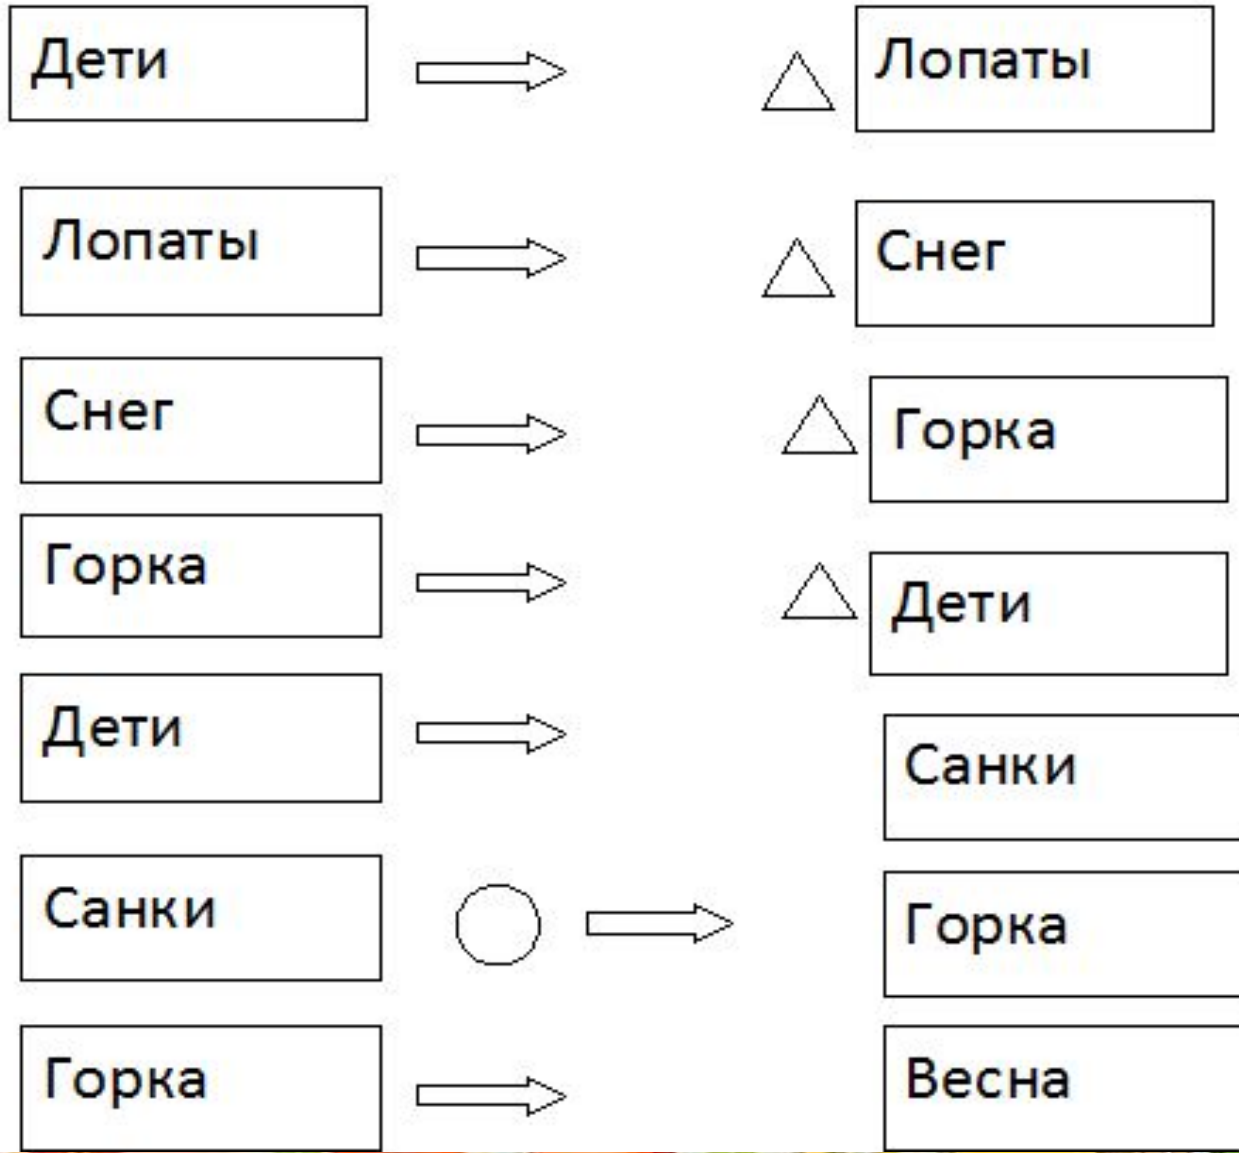 Дети
Лопаты
Лопаты
Снег
Снег
Горка
Горка
Дети
Дети
Санки
Санки
Горка
Горка
Весна